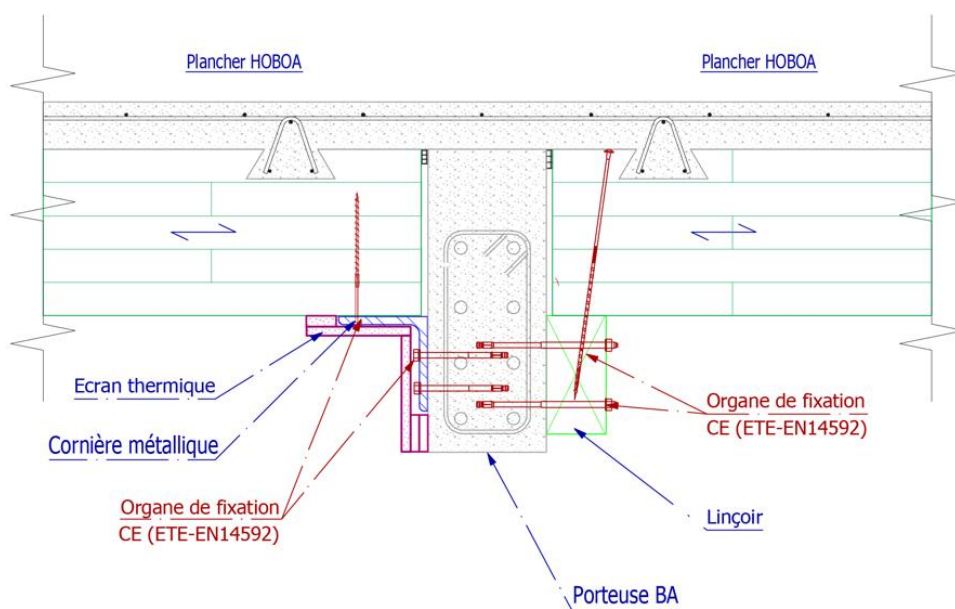 Plancher HOBOA
Plancher HOBOA
Ecran thermique
Cornière métallique
Organe de fixation
CE (ETE-EN14592)
Organe de fixation
CE (ETE-EN14592)
Linçoir
Porteuse BA